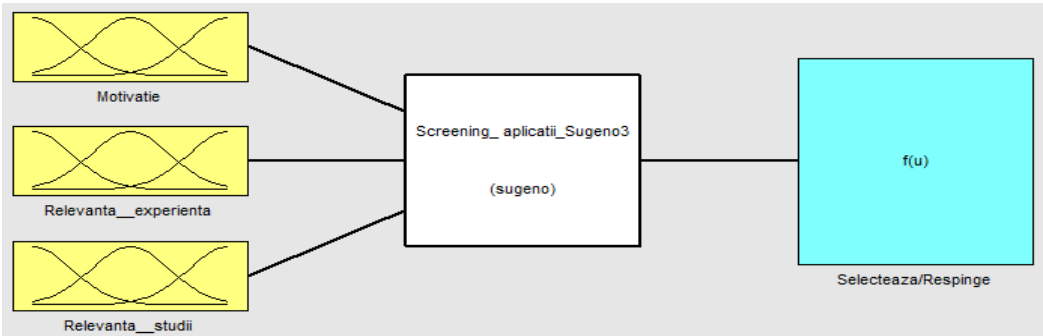 Motivatie
Relevanta__experienta
Relevanta__studii
Screening_ aplicatii_Sugeno3
(sugeno)
f(u)
Selecteaza/Respinge